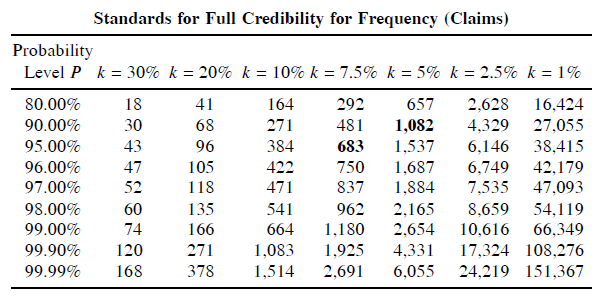 Standards for Full Credibility for Frequency (Claims)
Probability
Level P k = 30% k = 20% k = 10% k = 7.5% k = 5% k = 2.5% k = 1%
80.00% 18 41 164 292 657 2,628 16,424
90.00% 30 68 271 481 1,082 4,329 27,055
95.00% 43 96 384 683 1,537 6,146 38,415
96.00% 47 105 422 750 1,687 6,749 42,179
97.00% 52 118 471 837 1,884 7,535 47,093
98.00% 60 135 541 962 2,165 8,659 54,119
99.00% 74 166 664 1,180 2,654 10,616 66,349
99.90% 120 271 1,083 1,925 4,331 17,324 108,276
99.99% 168 378 1,514 2,691 6,055 24,219 151,367